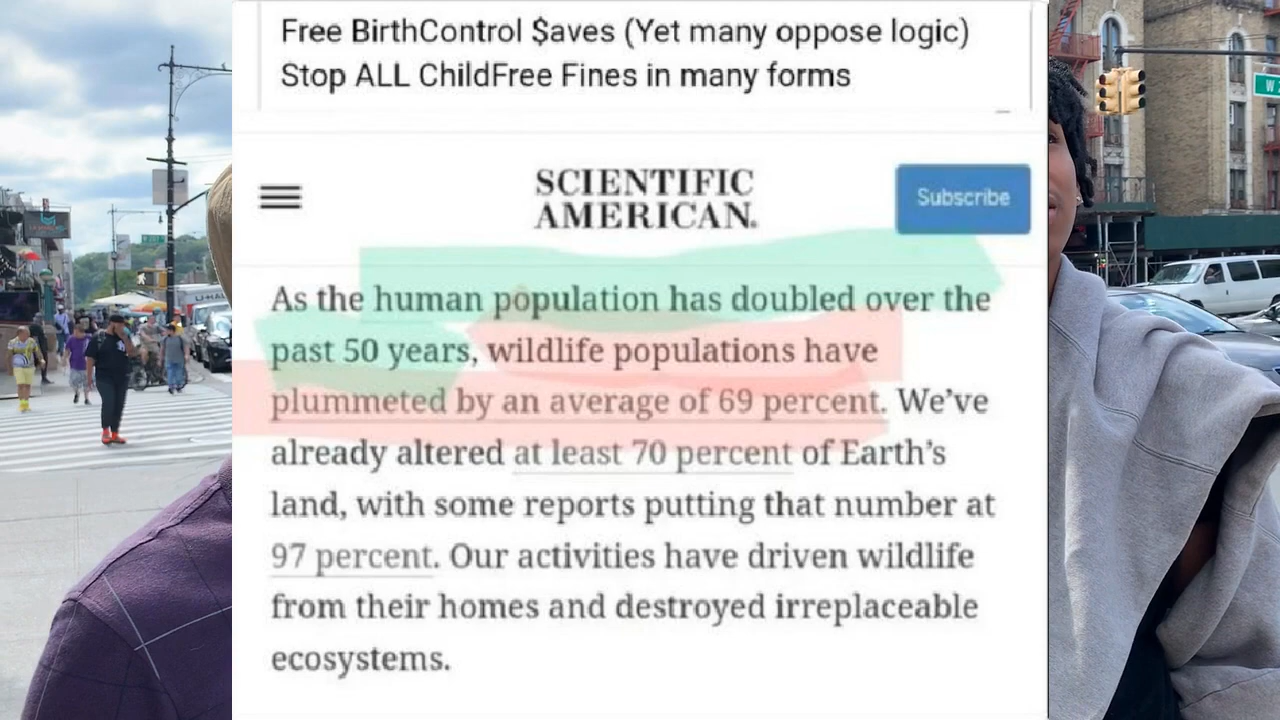 Free BirthControl $aves (Yet many oppose logic)
Stop ALL ChildFree Fines in many forms
SCIENTIFIC
AMERICAN.
Subscribe
As the human population has doubled over the
past 50 years, wildlife populations have
plummeted by an average of 69 percent. We’ve
already altered at least 70 percent of Earth’s
land, with some reports putting that number at
97 percent. Our activities have driven wildlife
from their homes and destroyed irreplaceable
ecosystems.
U-HAUL
W